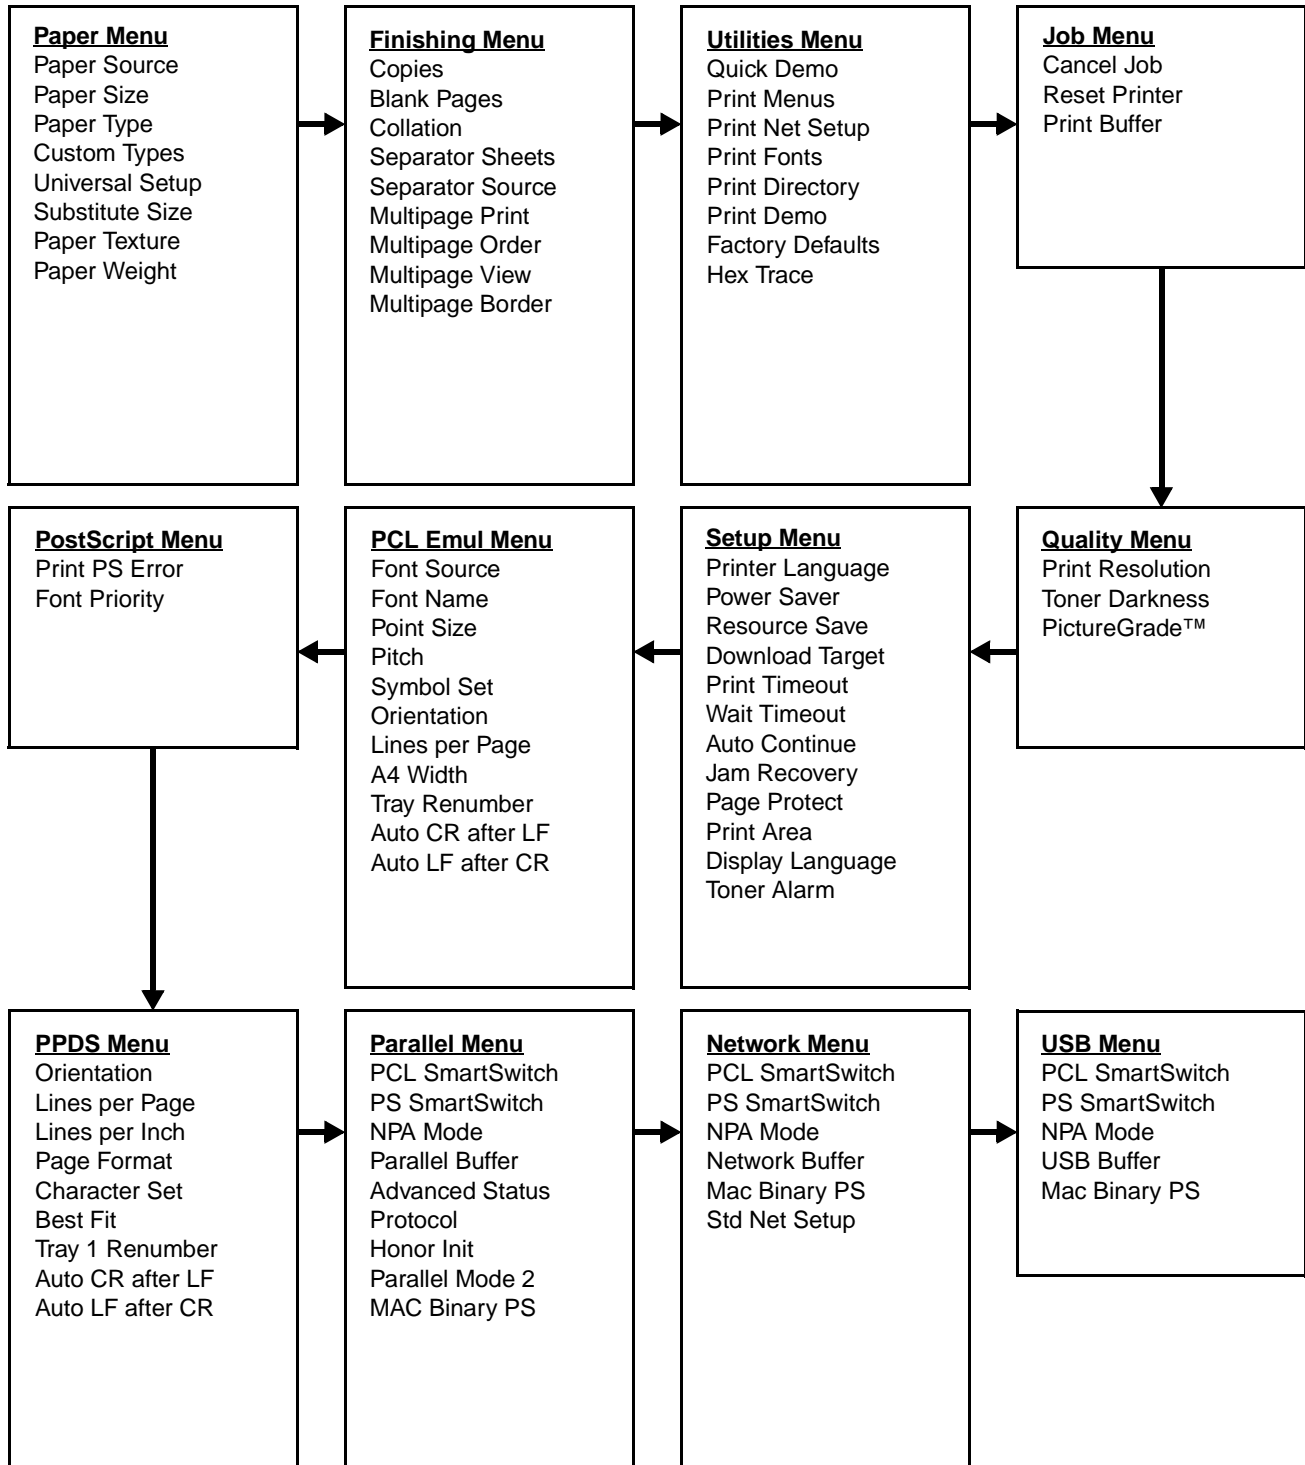 Paper Menu
Paper Source
Paper Size
Paper Type
Custom Types
Universal Setup
Substitute Size
Paper Texture
Paper Weight
Finishing Menu
Copies
Blank Pages
Collation
Separator Sheets
Separator Source
Multipage Print
Multipage Order
Multipage View
Multipage Border
Utilities Menu
Quick Demo
Print Menus
Print Net Setup
Print Fonts
Print Directory
Print Demo
Factory Defaults
Hex Trace
Job Menu
Cancel Job
Reset Printer
Print Buffer
Quality Menu
Print Resolution
Toner Darkness
PictureGrade™
Setup Menu
Printer Language
Power Saver
Resource Save
Download Target
Print Timeout
Wait Timeout
Auto Continue
Jam Recovery
Page Protect
Print Area
Display Language
Toner Alarm
PCL Emul Menu
Font Source
Font Name
Point Size
Pitch
Symbol Set
Orientation
Lines per Page
A4 Width
Tray Renumber
Auto CR after LF
Auto LF after CR
PostScript Menu
Print PS Error
Font Priority
PPDS Menu
Orientation
Lines per Page
Lines per Inch
Page Format
Character Set
Best Fit
Tray 1 Renumber
Auto CR after LF
Auto LF after CR
Parallel Menu
PCL SmartSwitch
PS SmartSwitch
NPA Mode
Parallel Buffer
Advanced Status
Protocol
Honor Init
Parallel Mode 2
MAC Binary PS
Network Menu
PCL SmartSwitch
PS SmartSwitch
NPA Mode
Network Buffer
Mac Binary PS
Std Net Setup
USB Menu
PCL SmartSwitch
PS SmartSwitch
NPA Mode
USB Buffer
Mac Binary PS